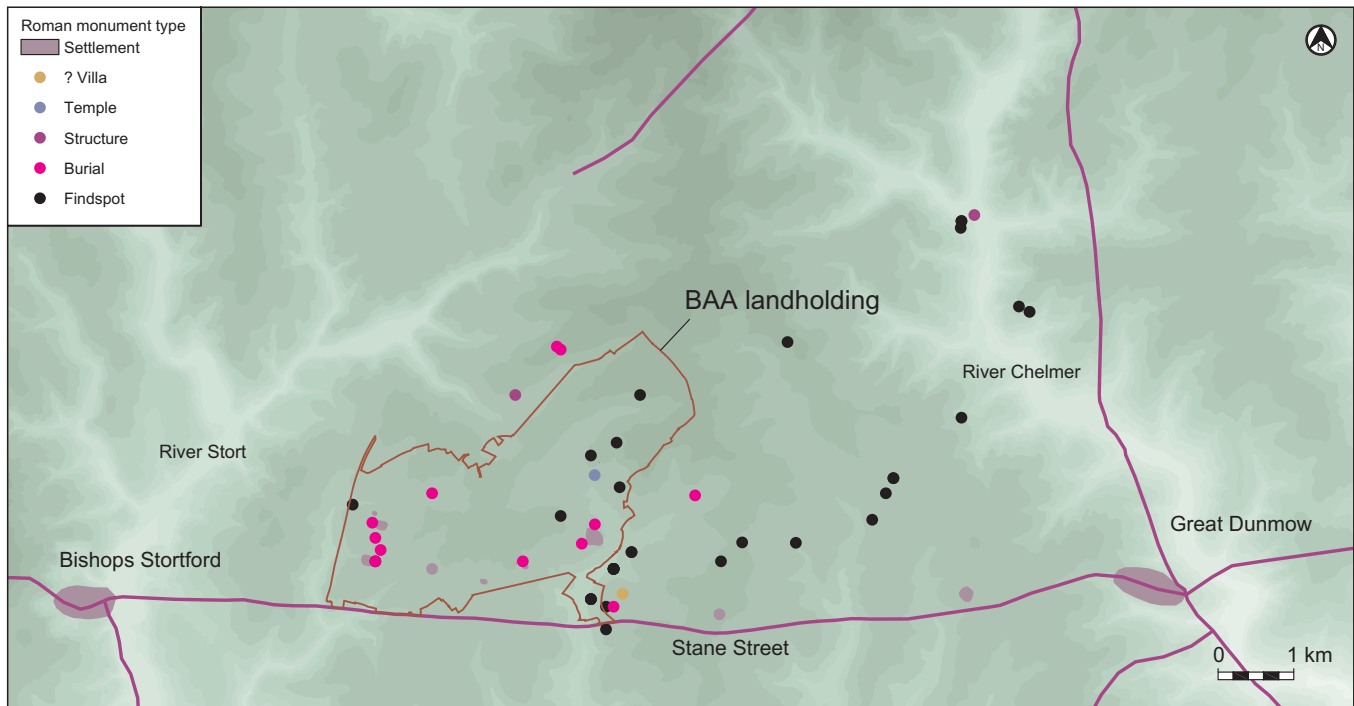 Roman monument type
Settlement
? Villa
Temple
Structure
Burial
Findspot
N
BAA landholding
River Chelmer
River Stort
Great Dunmow
Bishops Stortford
Stane Street
0 1 km